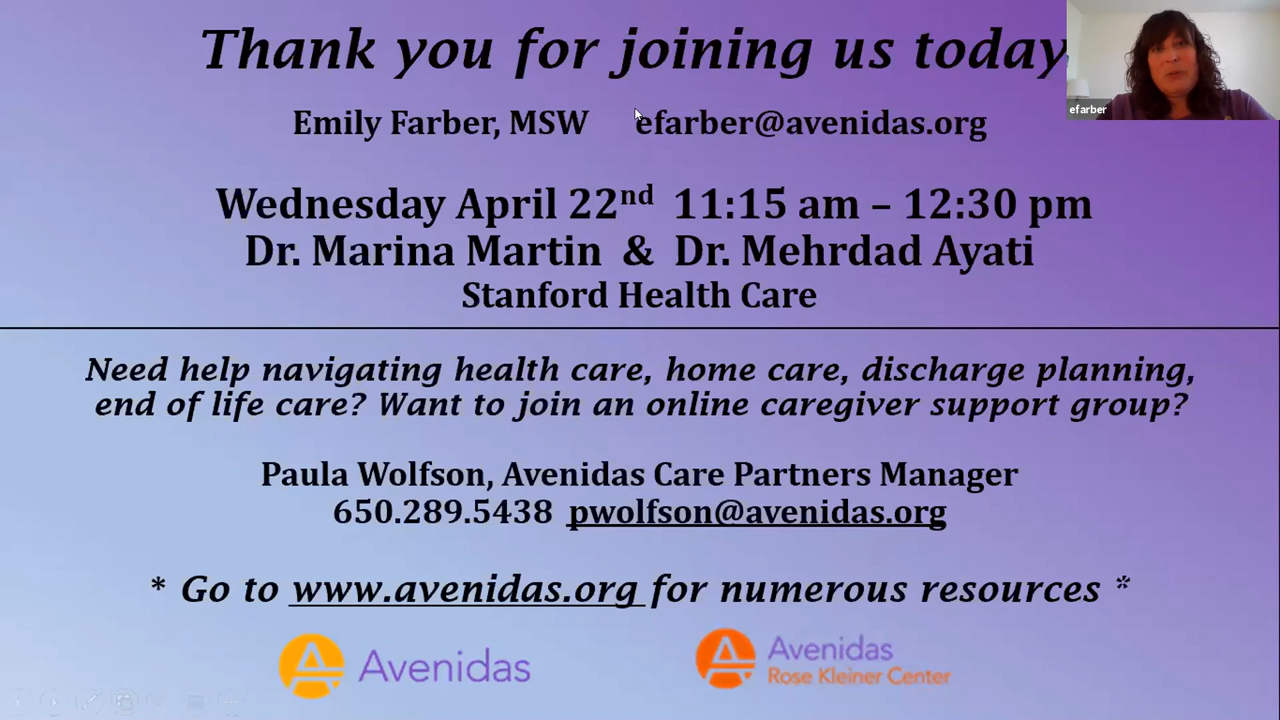 Thank you for joining us today
efarber
Emily Farber, MSW efarber@avenidas.org
Wednesday April 22nd 11:15 am – 12:30 pm
Dr. Marina Martin & Dr. Mehrdad Ayati
Stanford Health Care
Need help navigating health care, home care, discharge planning,
end of life care? Want to join an online caregiver support group?
Paula Wolfson, Avenidas Care Partners Manager
650.289.5438 pwolfson@avenidas.org
* Go to www.avenidas.org for numerous resources *
Avenidas
Avenidas
Rose Kleiner Center